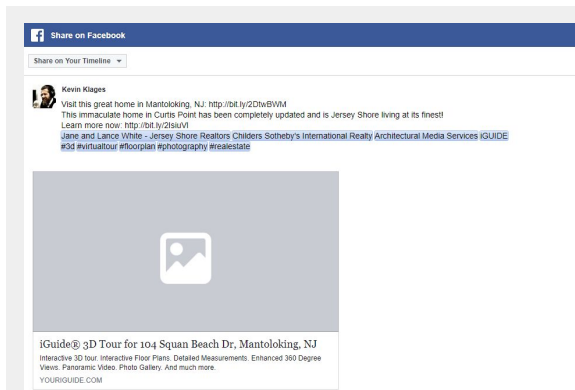 Share on Facebook
Share on Your Timeline
Kevin Klages
Visit this great home in Mantoloking, NJ: http://bit.ly/2DtwBWM
This immaculate home in Curtis Point has been completely updated and is Jersey Shore living at its finest!
Learn more now: http://bit.ly/2IsiuVl
Jane and Lance White - Jersey Shore Realtors Childers Sotheby's International Realty Architectural Media Services iGUIDE
#3d #virtualtour #floorplan #photography #realestate
iGuide® 3D Tour for 104 Squan Beach Dr, Mantoloking, NJ
Interactive 3D tour. Interactive Floor Plans. Detailed Measurements. Enhanced 360 Degree
Views. Panoramic Video. Photo Gallery. And much more.
YOURIGUIDE.COM